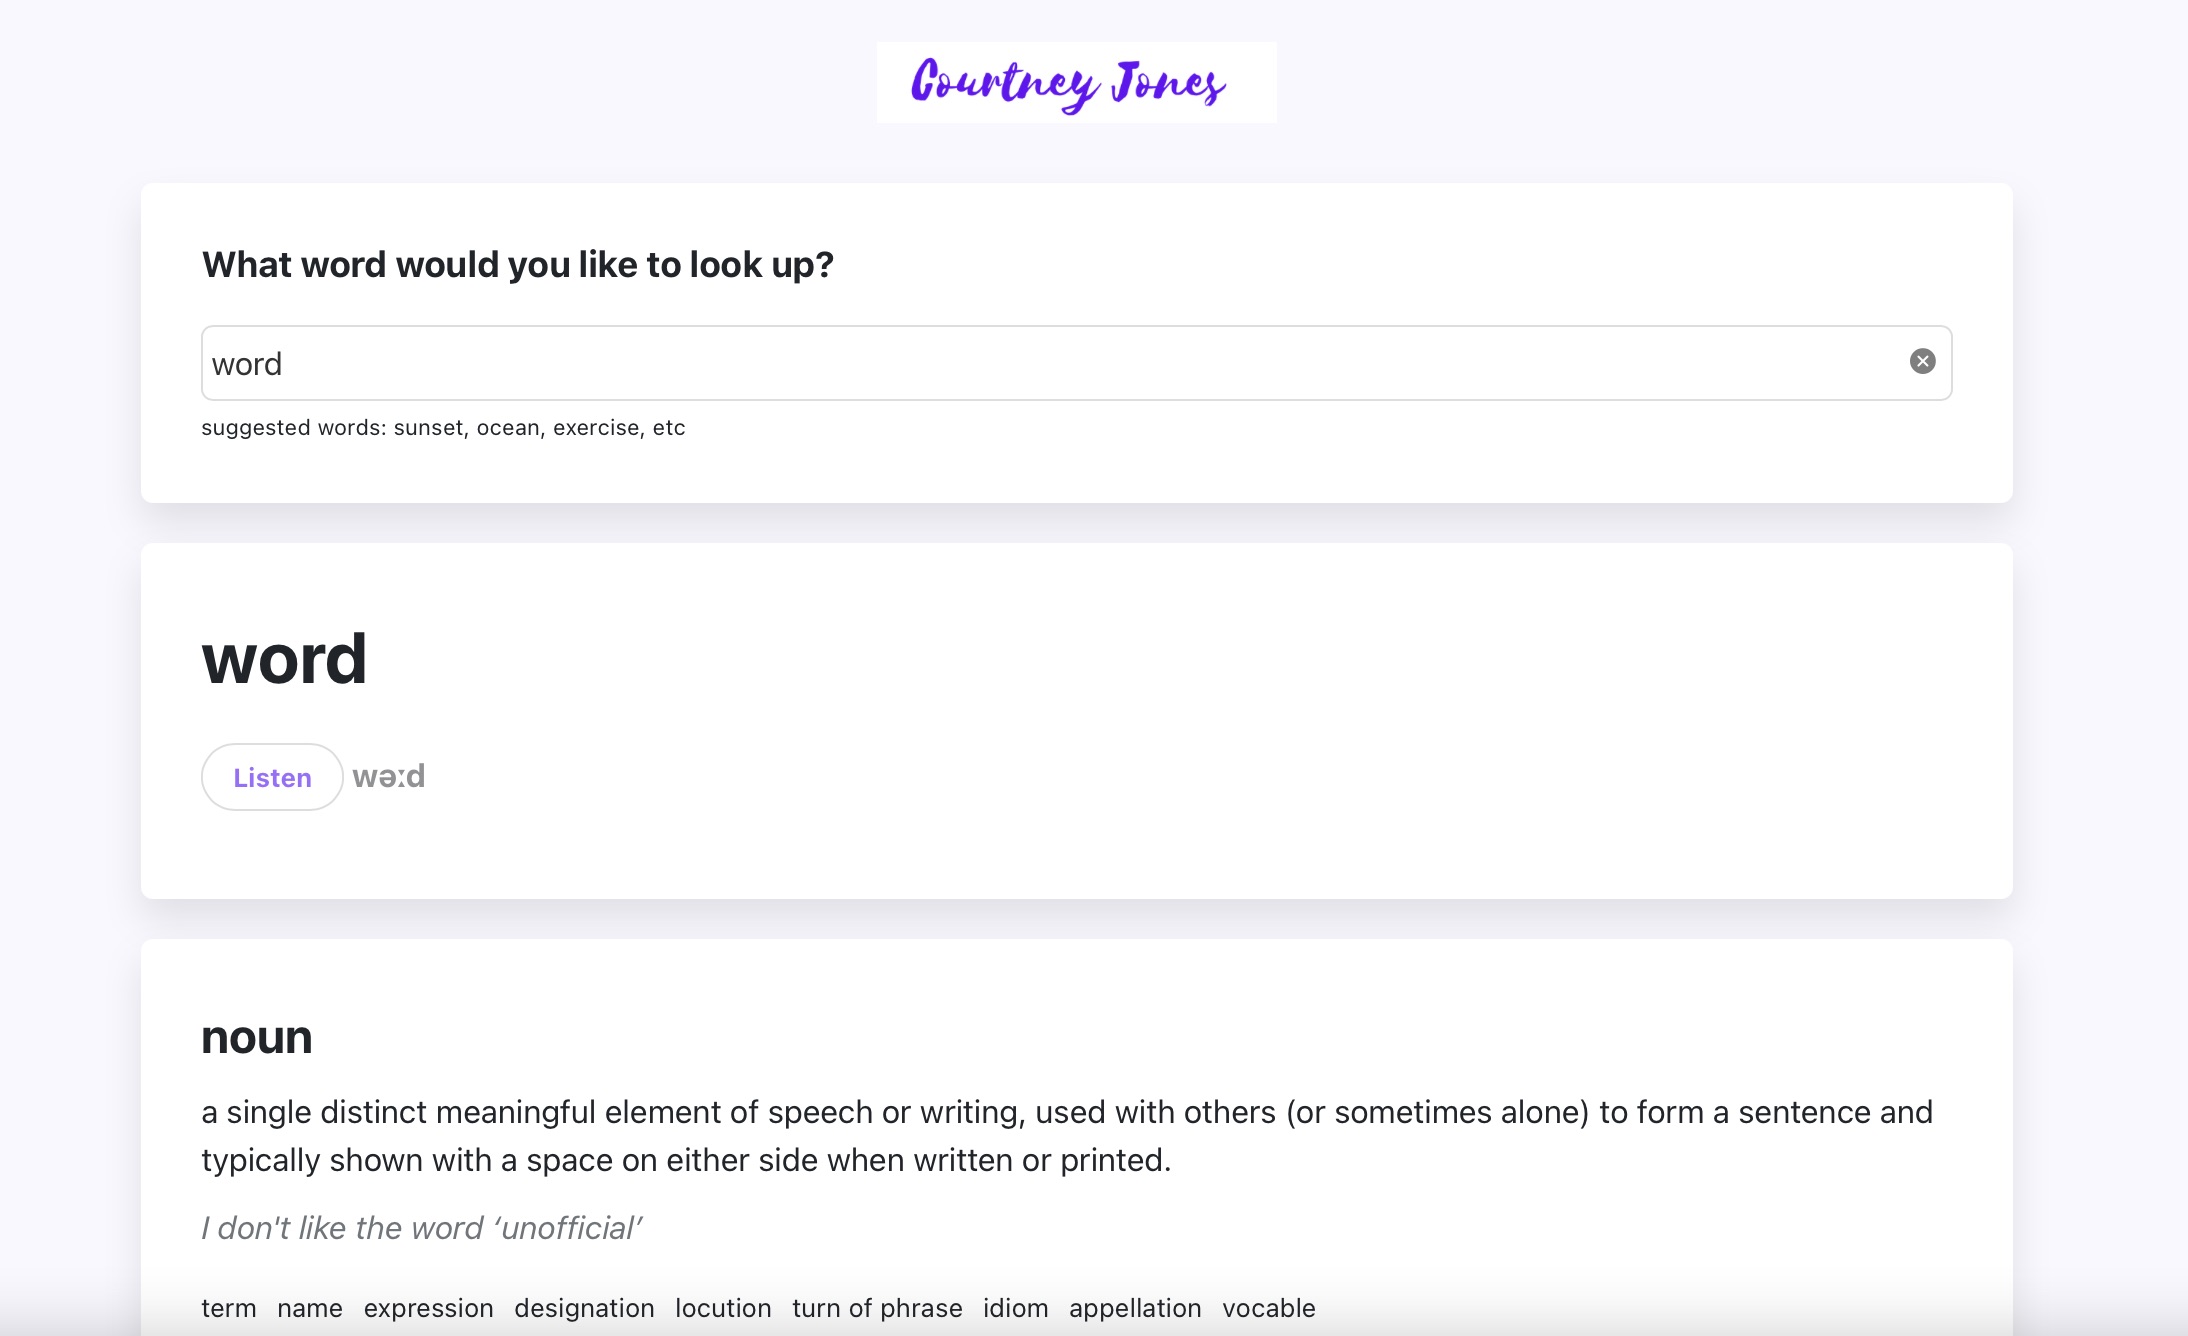 Courtney Jones
What word would you like to look up?
word
suggested words: sunset, ocean, exercise, etc
word
Listen wəːd
noun
a single distinct meaningful element of speech or writing, used with others (or sometimes alone) to form a sentence and
typically shown with a space on either side when written or printed.
I don't like the word ‘unofficial’
term name expression designation locution turn of phrase idiom appellation vocable